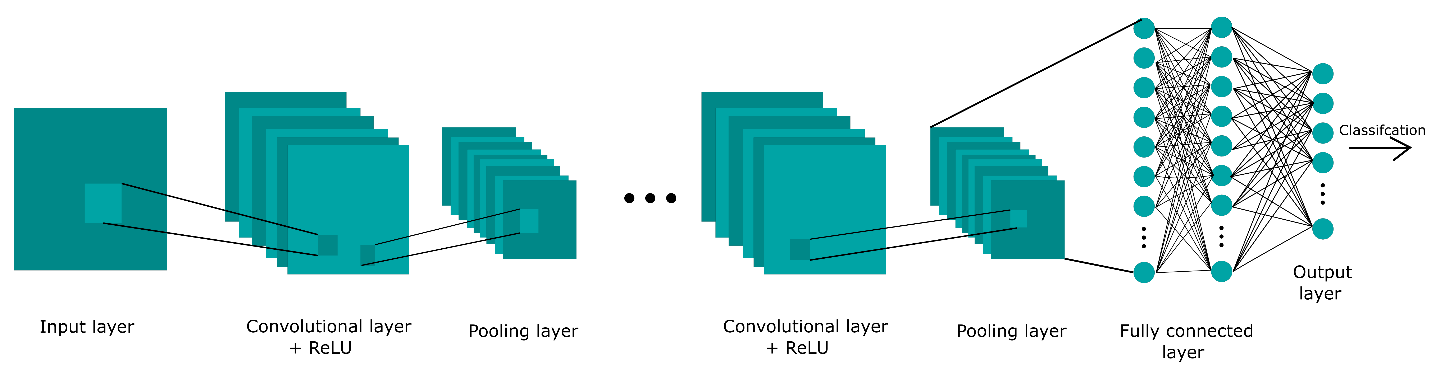 Input layer
Convolutional layer
+ ReLU
Pooling layer
Convolutional layer
+ ReLU
Pooling layer
Fully connected
layer
Output
layer
Classifcation